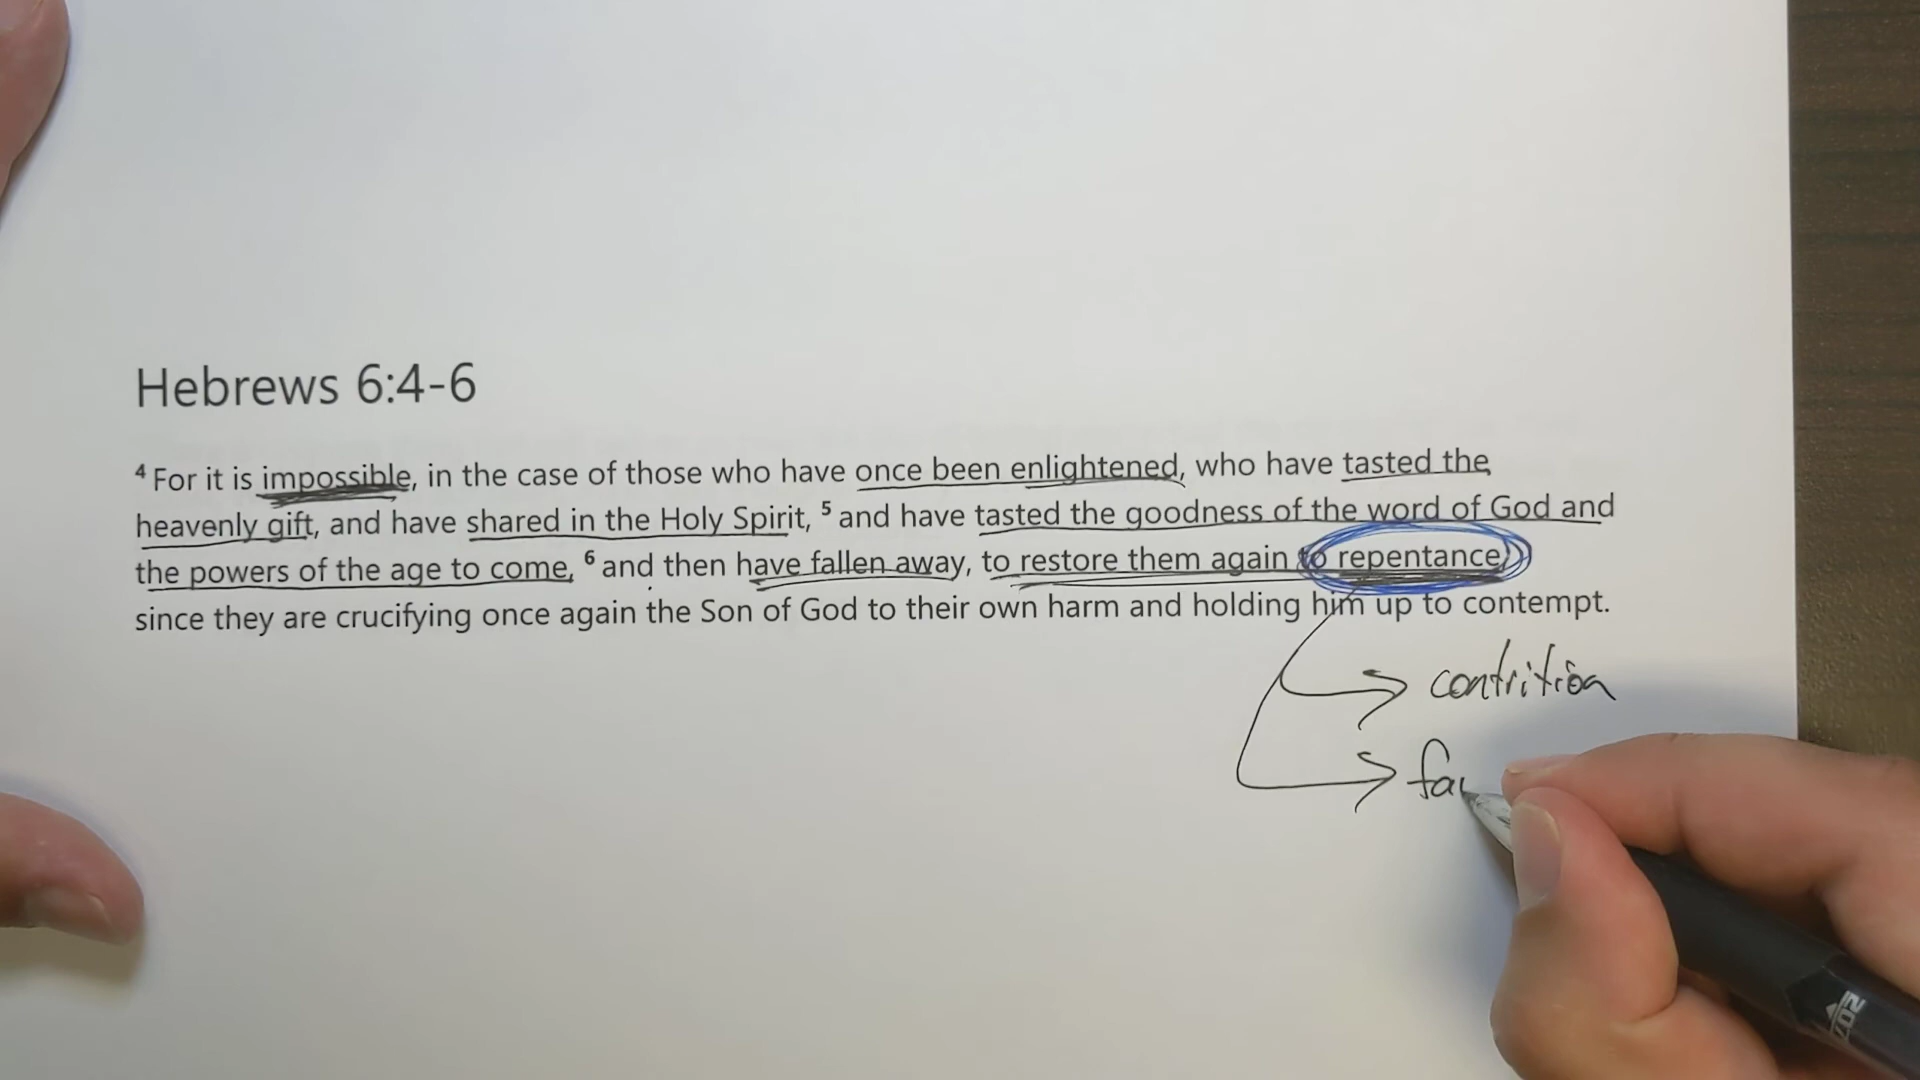 Hebrews 6:4-6
4 For it is impossible, in the case of those who have once been enlightened, who have tasted the
heavenly gift, and have shared in the Holy Spirit, 5 and have tasted the goodness of the word of God and
the powers of the age to come, 6 and then have fallen away, to restore them again to repentance,
since they are crucifying once again the Son of God to their own harm and holding him up to contempt.
contrition
fai
207